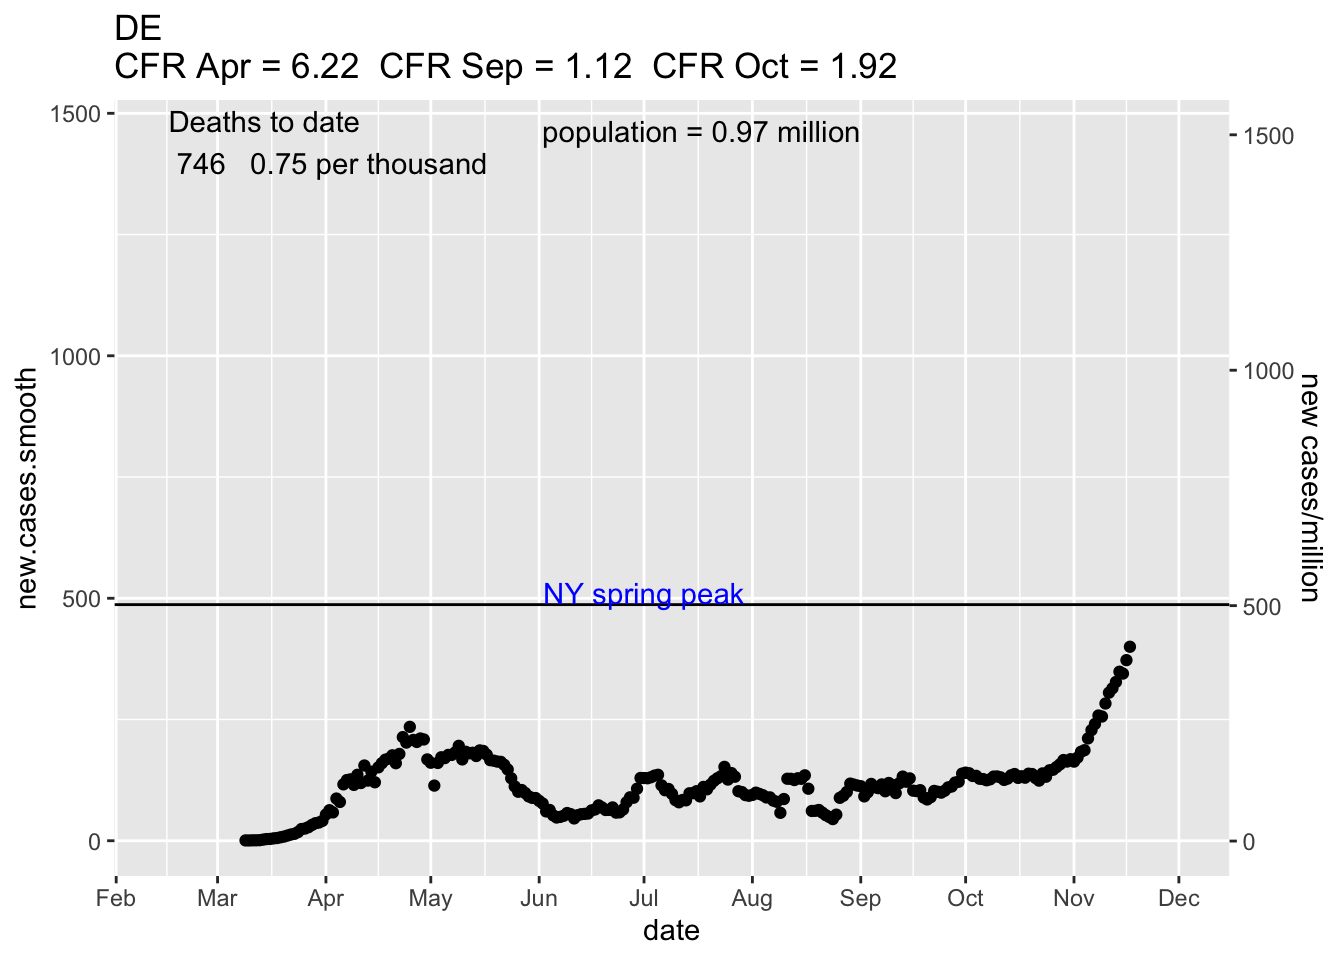 DE
CFR Apr = 6.22  CFR Sep = 1.12  CFR Oct = 1.92
Deaths to date
746   0.75 per thousand
population = 0.97 million
NY spring peak
1500
1000
500
0
new.cases.smooth
1500
1000
500
0
new cases/million
Feb Mar Apr May Jun Jul Aug Sep Oct Nov Dec
date